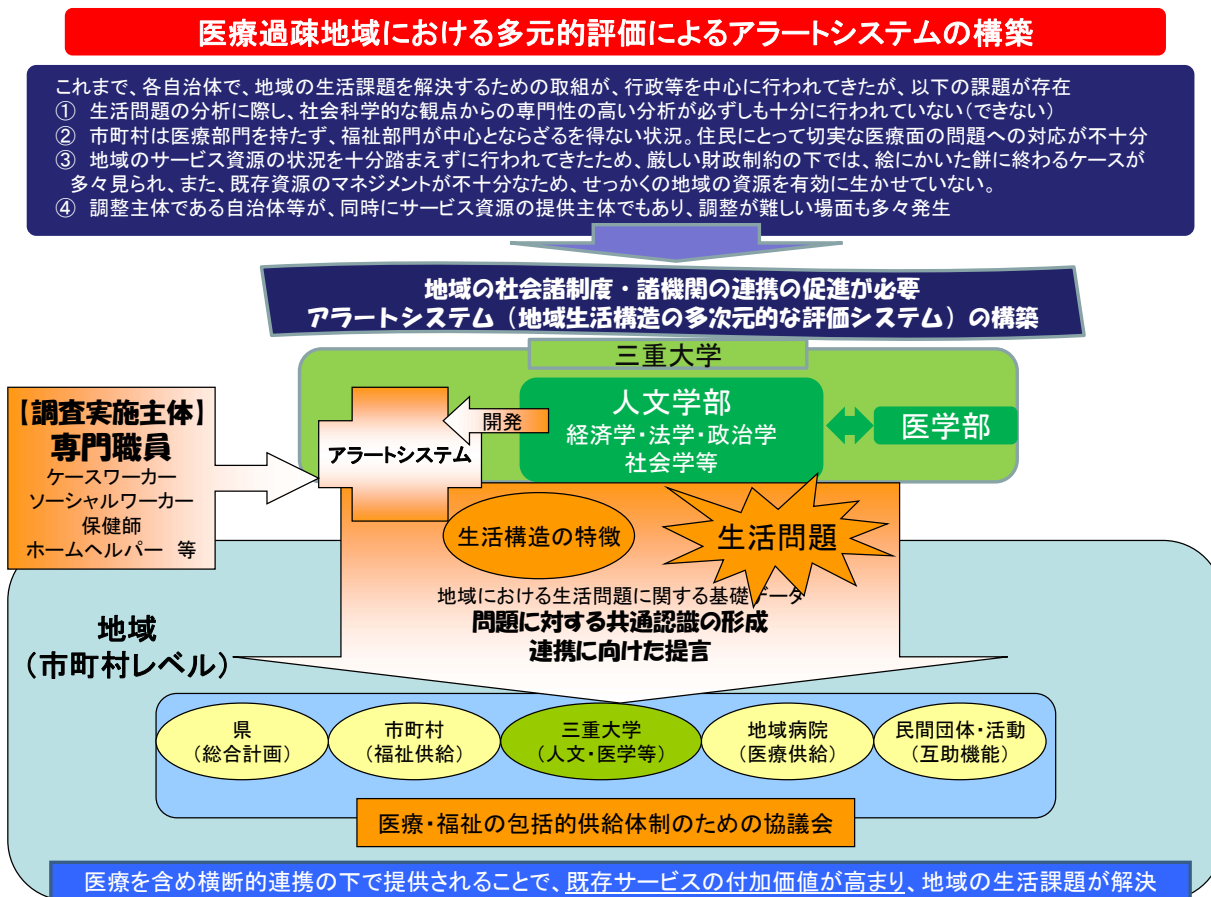 医療過疎地域における多元的評価によるアラートシステムの構築
これまで、各自治体で、地域の生活課題を解決するための取組が、行政等を中心に行われてきたが、以下の課題が存在
① 生活問題の分析に際し、社会科学的な観点からの専門性の高い分析が必ずしも十分に行われていない(できない)
② 市町村は医療部門を持たず、福祉部門が中心とならざるを得ない状況。住民にとって切実な医療面の問題への対応が不十分
③ 地域のサービス資源の状況を十分踏まえずに行われてきたため、厳しい財政制約の下では、絵にかいた餅に終わるケースが
多々見られ、また、既存資源のマネジメントが不十分なため、せっかくの地域の資源を有効に生かせていない。
④ 調整主体である自治体等が、同時にサービス資源の提供主体でもあり、調整が難しい場面も多々発生
地域の社会諸制度・諸機関の連携の促進が必要
アラートシステム(地域生活構造の多次元的な評価システム)の構築
三重大学
【調査実施主体】
専門職員
ケースワーカー
ソーシャルワーカー
保健師
ホームヘルパー 等
アラートシステム
開発
人文学部
経済学・法学・政治学
社会学等
医学部
生活構造の特徴
生活問題
地域における生活問題に関する基礎データ
問題に対する共通認識の形成
連携に向けた提言
地域
(市町村レベル)
県
(総合計画)
市町村
(福祉供給)
三重大学
(人文・医学等)
地域病院
(医療供給)
民間団体・活動
(互助機能)
医療・福祉の包括的供給体制のための協議会
医療を含め横断的連携の下で提供されることで、既存サービスの付加価値が高まり、地域の生活課題が解決